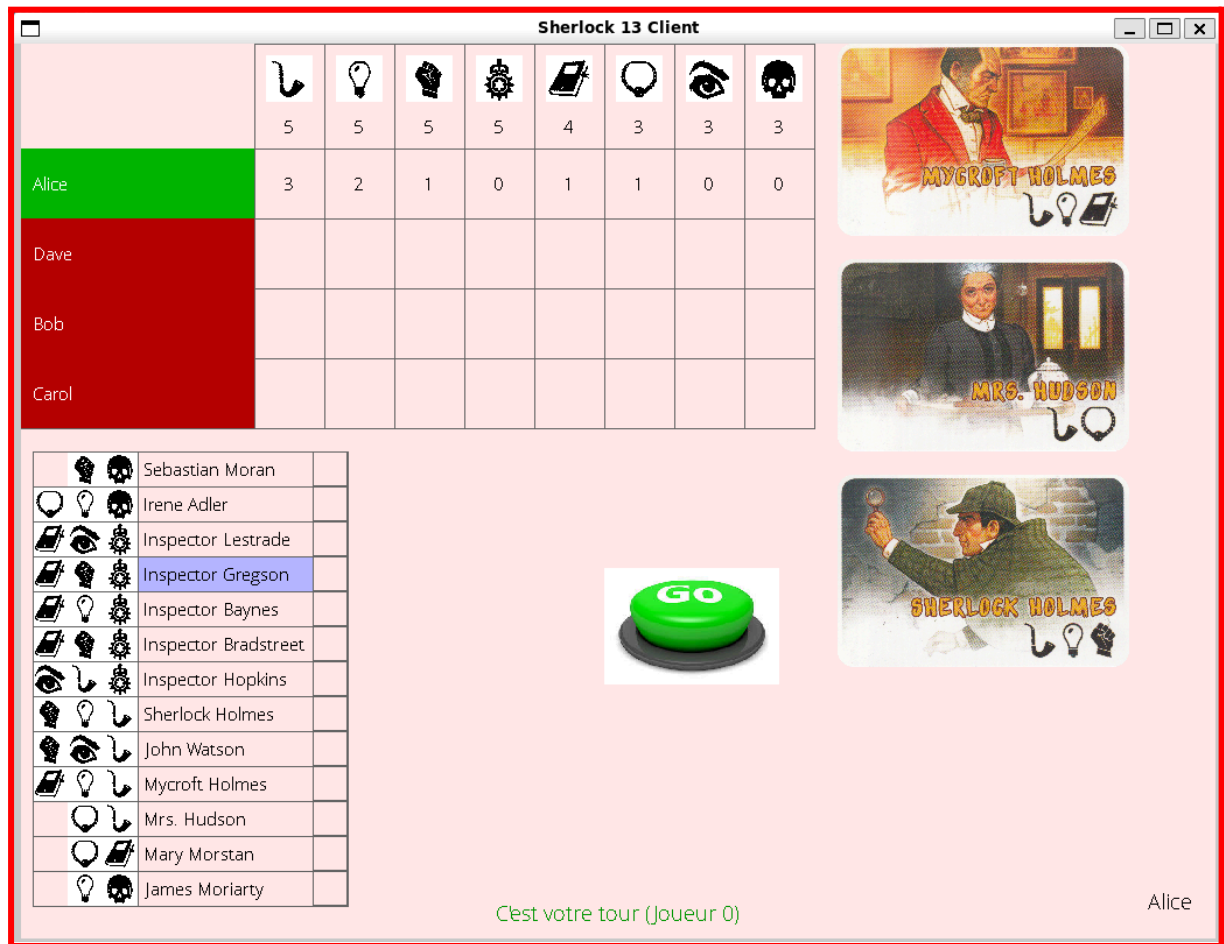 Sherlock 13 Client
5 5 5 5 4 3 3 3
Alice 3 2 1 0 1 1 0 0
Dave
Bob
Carol
MYCROFT HOLMES
MRS. HUDSON
SHERLOCK HOLMES
Sebastian Moran
Irene Adler
Inspector Lestrade
Inspector Gregson
Inspector Baynes
Inspector Bradstreet
Inspector Hopkins
Sherlock Holmes
John Watson
Mycroft Holmes
Mrs. Hudson
Mary Morstan
James Moriarty
GO
C'est votre tour (Joueur 0)
Alice